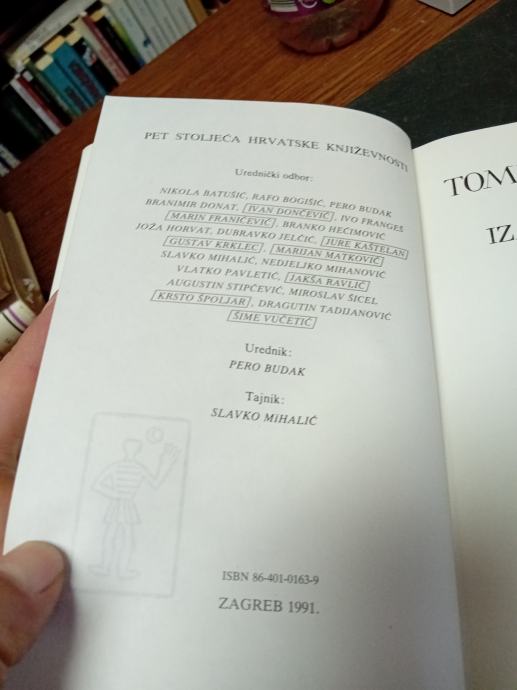 PET STOLJEĆA HRVATSKE KNJIŽEVNOSTI
Urednički odbor:
NIKOLA BATUŠIĆ, RAFO BOGIŠIĆ, PERO BUDAK
BRANIMIR DONAT, IVAN DONČEVIĆ, IVO FRANGEŠ
MARIN FRANIČEVIĆ, BRANKO HEĆIMOVIĆ
JOŽA HORVAT, DUBRAVKO JELČIĆ, JURE KAŠTELAN
GUSTAV KRKLEC, MARIJAN MATKOVIĆ
SLAVKO MIHALIĆ, NEDJELJKO MIHANOVIĆ
VLATKO PAVLETIĆ, JAKŠA RAVLIĆ
AUGUSTIN STIPČEVIĆ, MIROSLAV ŠICEL
KRSTO ŠPOLJAR, DRAGUTIN TADIJANOVIĆ
ŠIME VUČETIĆ
Urednik:
PERO BUDAK
Tajnik:
SLAVKO MIHALIĆ
ISBN 86-401-0163-9
ZAGREB 1991.
TOM
IZ